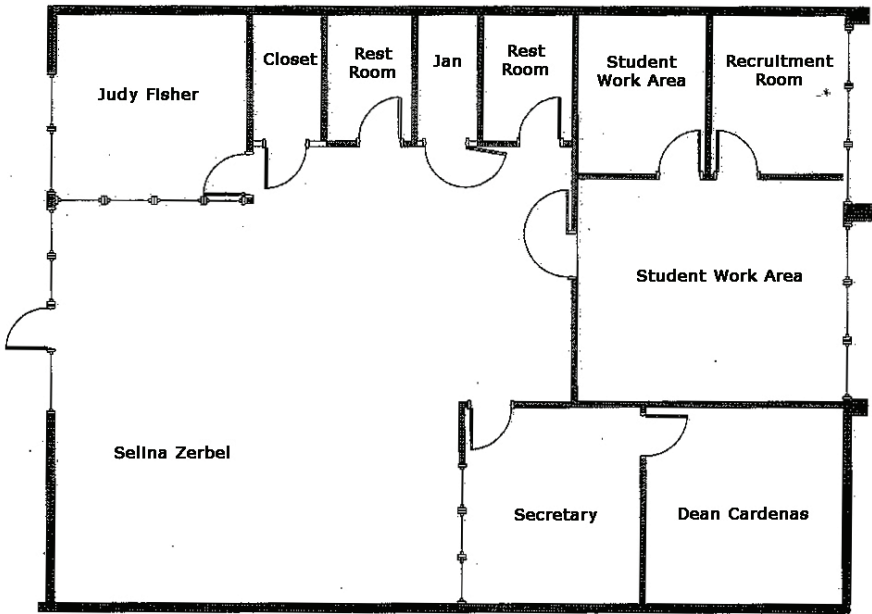 Judy Fisher
Closet
Rest
Room
Jan
Rest
Room
Student
Work Area
Recruitment
Room
Student Work Area
Selina Zerbel
Secretary
Dean Cardenas